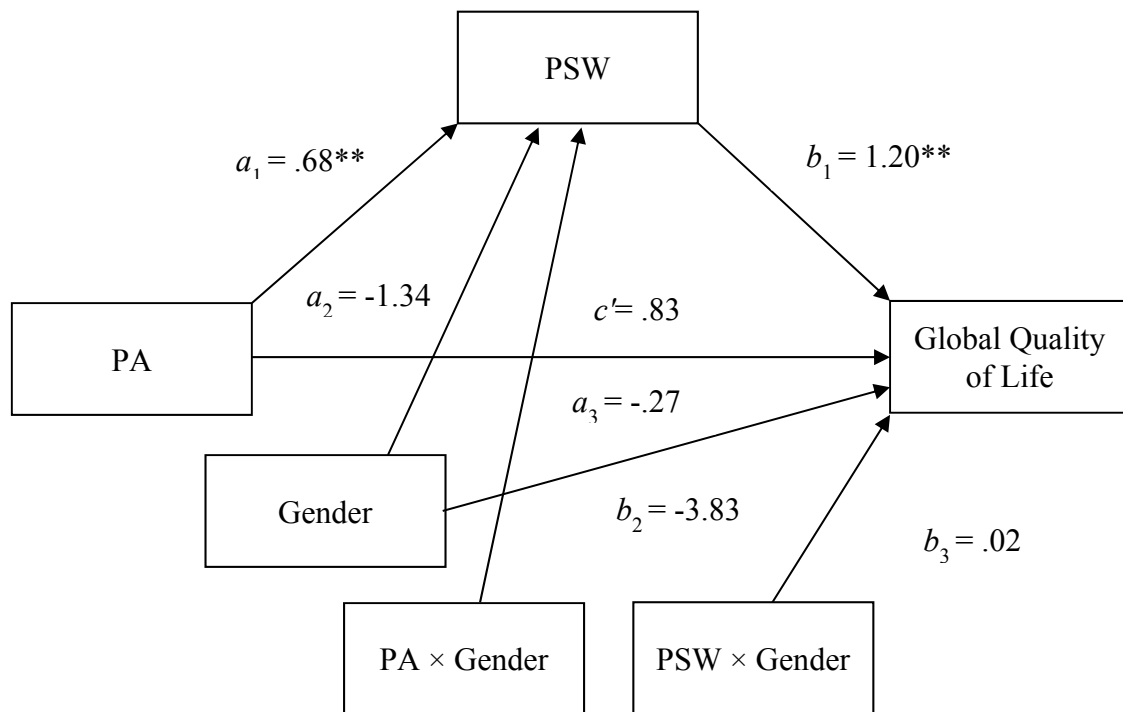 PSW
a₁ = .68**
b₁ = 1.20**
a₂ = -1.34
c'= .83
PA
Global Quality
of Life
a₃ = -.27
Gender
b₂ = -3.83
b₃ = .02
PA × Gender
PSW × Gender